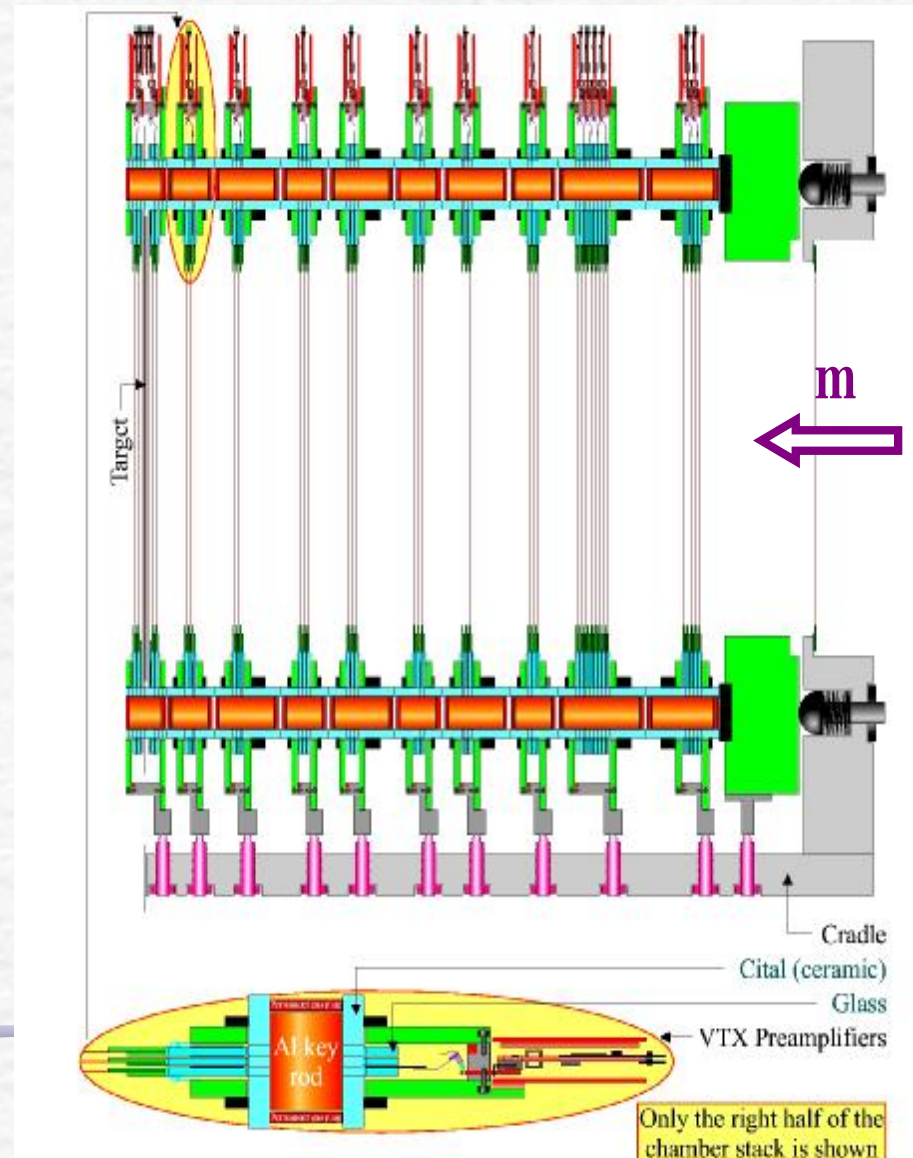 m
Target
Cradle
Cital (ceramic)
Glass
VTX Preamplifiers
Al key
rod
Only the right half of the
chamber stack is shown